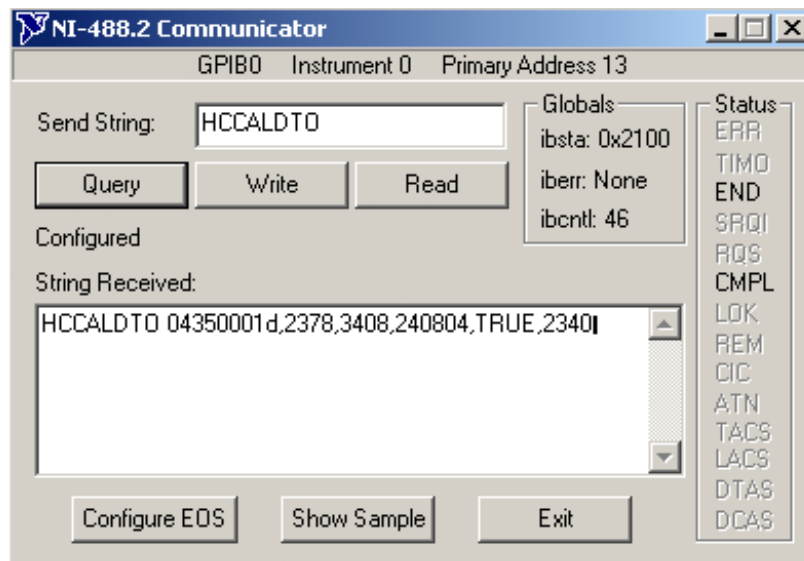 NI-488.2 Communicator
GPIB0 Instrument 0 Primary Address 13
Send String:
HCCALDTO
Query
Write
Read
Configured
Globals
ibsta: 0x2100
iberr: None
ibcntl: 46
Status
ERR
TIMO
END
SRQI
RQS
CMPL
LOK
REM
CIC
ATN
TACS
LACS
DTAS
DCAS
String Received:
HCCALDTO 04350001d,2378,3408,240804,TRUE,2340
Configure EOS
Show Sample
Exit